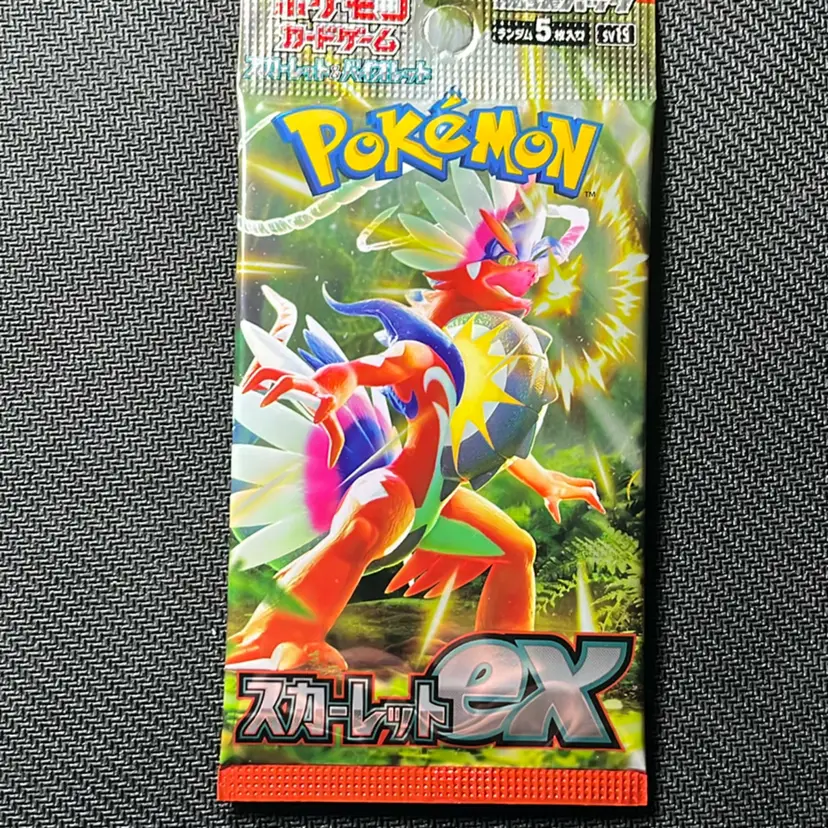 ポケモン
カードゲーム
スカーレット&バイオレット
ランダム5枚入り SV1S
POKéMON
TM
スカーレットex